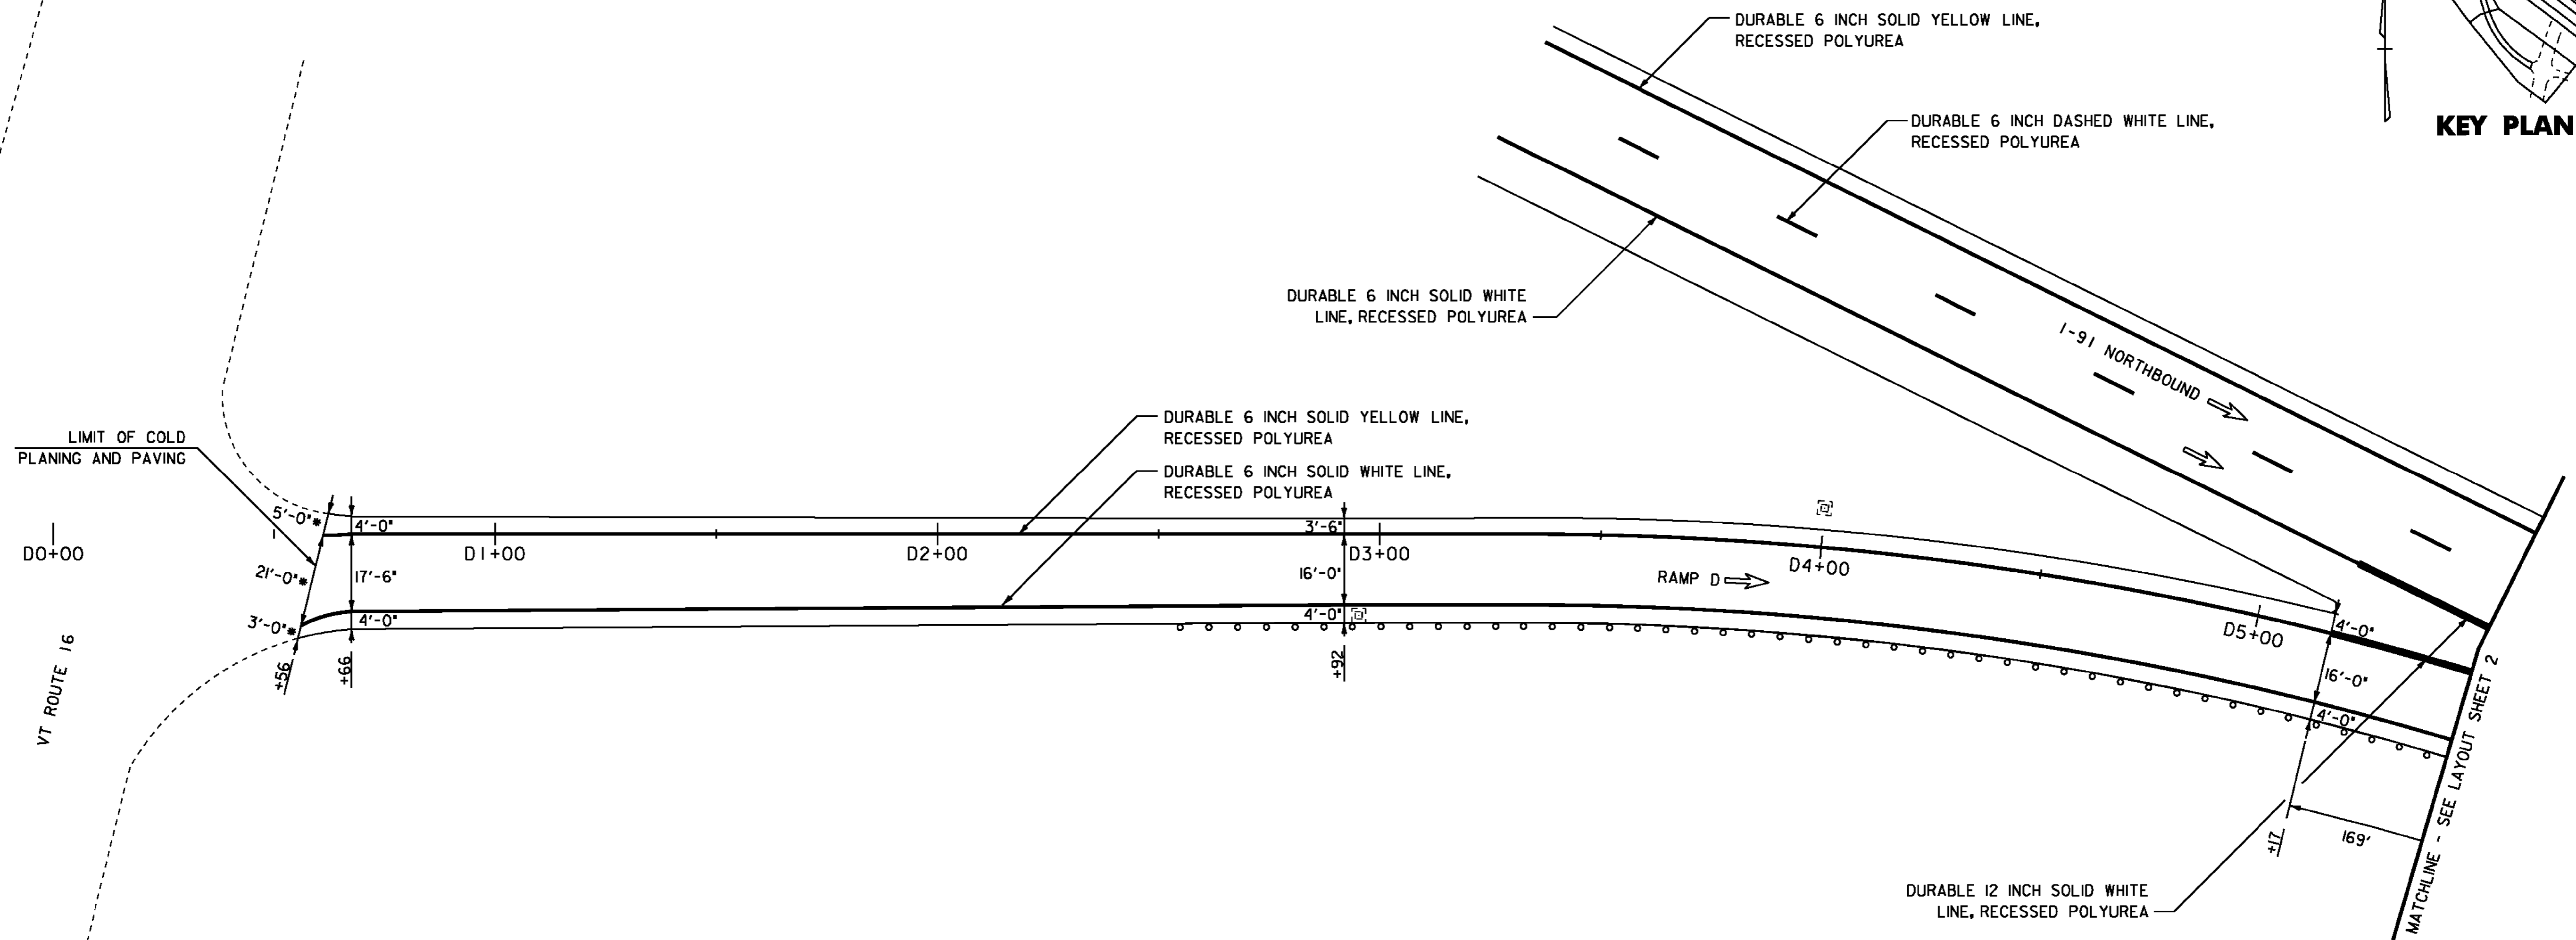 DURABLE 6 INCH SOLID YELLOW LINE,
RECESSED POLYUREA
DURABLE 6 INCH DASHED WHITE LINE,
RECESSED POLYUREA
KEY PLAN
DURABLE 6 INCH SOLID WHITE
LINE, RECESSED POLYUREA
I-91 NORTHBOUND
DURABLE 6 INCH SOLID YELLOW LINE,
RECESSED POLYUREA
LIMIT OF COLD
PLANING AND PAVING
DURABLE 6 INCH SOLID WHITE LINE,
RECESSED POLYUREA
5'-0"*
4'-0"
3'-6"
D0+00
D1+00
D2+00
D3+00
D4+00
D5+00
21'-0"*
17'-6"
16'-0"
RAMP D
3'-0"*
4'-0"
4'-0"
4'-0"
16'-0"
4'-0"
+56
+66
+92
+17
169'
VT ROUTE 16
MATCHLINE - SEE LAYOUT SHEET 2
DURABLE 12 INCH SOLID WHITE
LINE, RECESSED POLYUREA